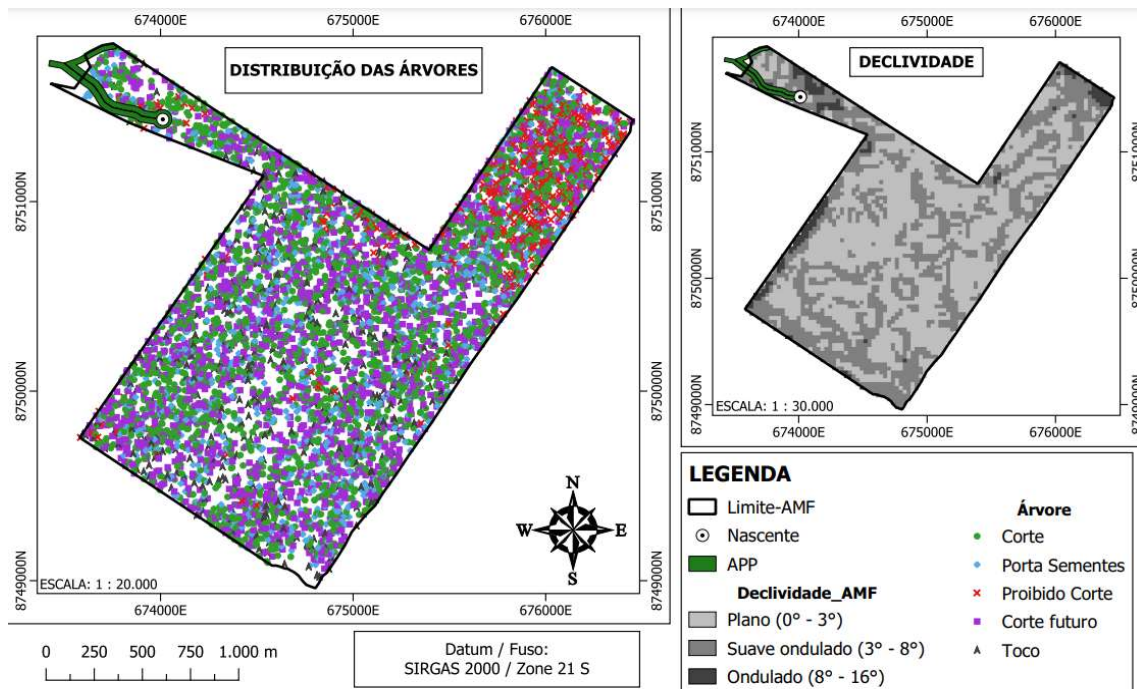 674000E
675000E
676000E
DISTRIBUIÇÃO DAS ÁRVORES
8751000N
8750000N
8749000N
8751000N
8750000N
8749000N
N
W
E
S
ESCALA: 1 : 20.000
674000E
675000E
676000E
0 250 500 750 1.000 m
Datum / Fuso:
SIRGAS 2000 / Zone 21 S
674000E
675000E
676000E
DECLIVIDADE
8751000N
8750000N
8749000N
8751000N
8750000N
8749000N
ESCALA: 1 : 30.000
674000E
675000E
676000E
LEGENDA
Limite-AMF
Nascente
APP
Declividade_AMF
Plano (0° - 3°)
Suave ondulado (3° - 8°)
Ondulado (8° - 16°)
Árvore
Corte
Porta Sementes
Proibido Corte
Corte futuro
Toco